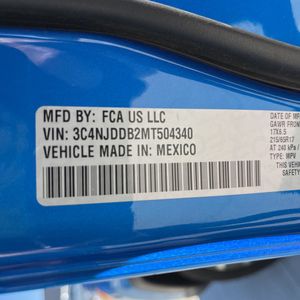 MFD BY: FCA US LLC
VIN: 3C4NJDDB2MT504340
VEHICLE MADE IN: MEXICO
DATE OF M
GAWR FRON
17X6.5
215/65R17
AT 240 kPa /
TYPE: MPV
THIS VEHI
SAFETY